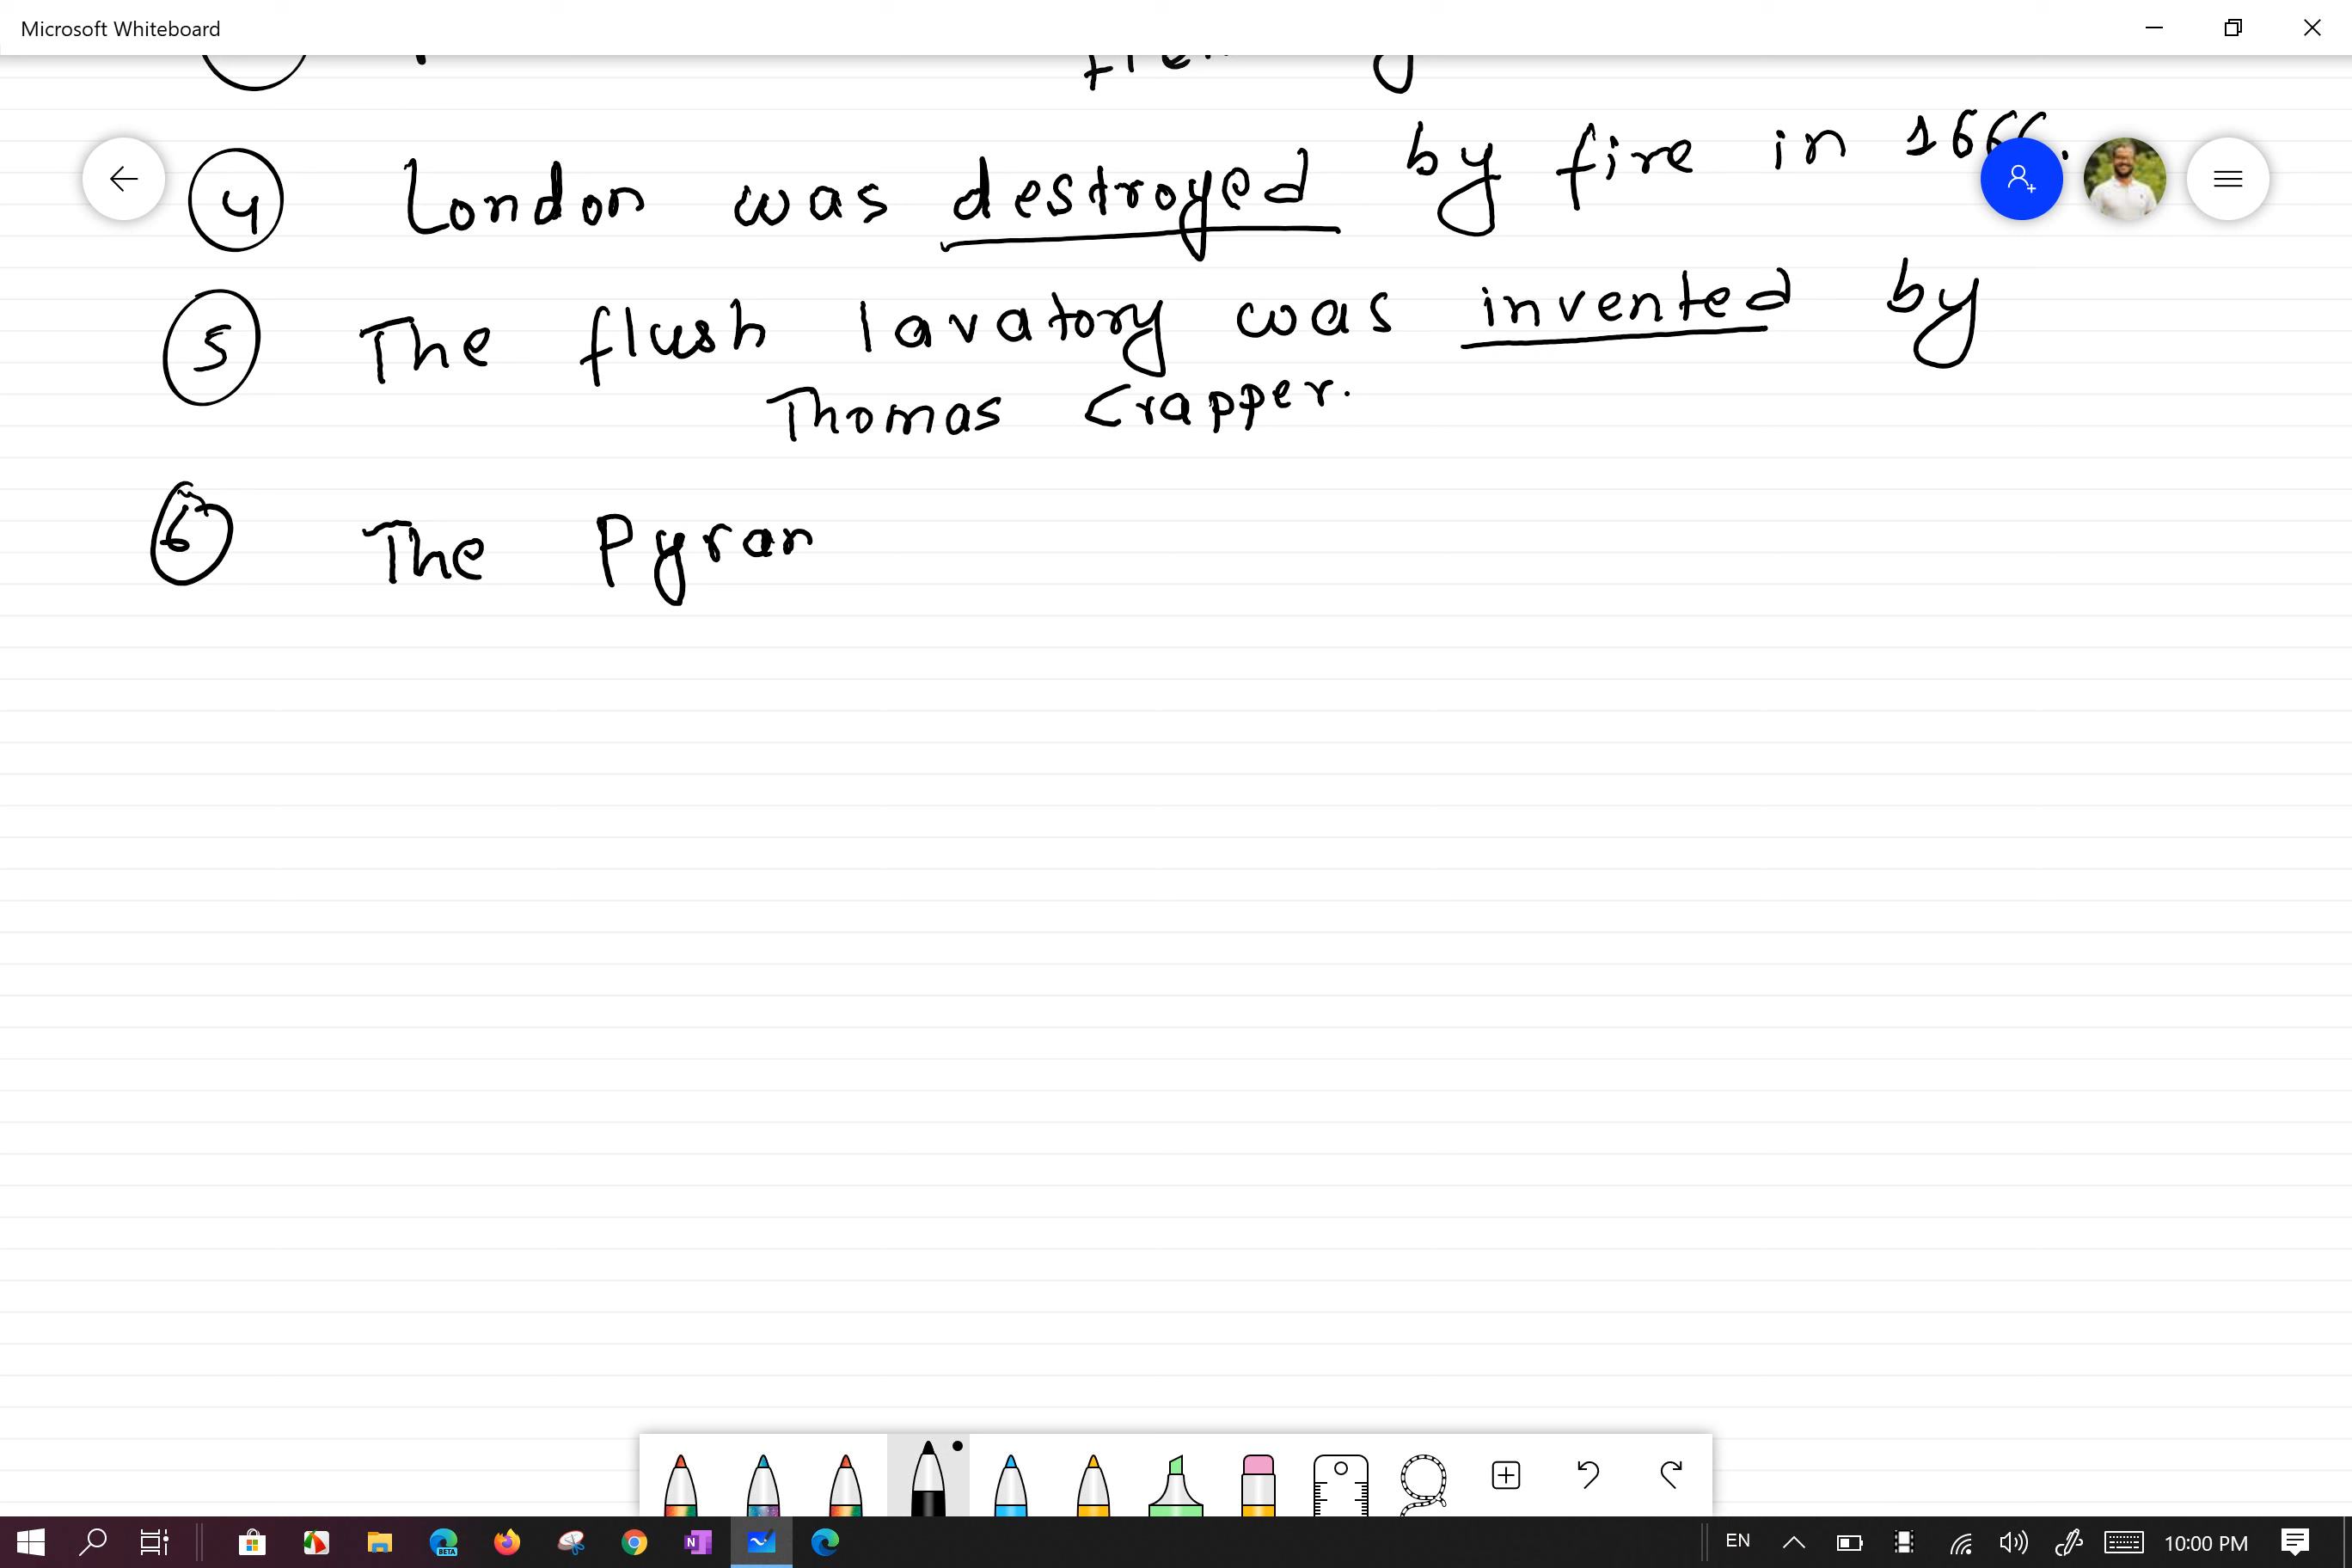 Microsoft Whiteboard
4 London was destroyed by fire in 1666.
5 The flush lavatory was invented by
Thomas Crapper.
6 The Pyran
BETA
N
EN
10:00 PM